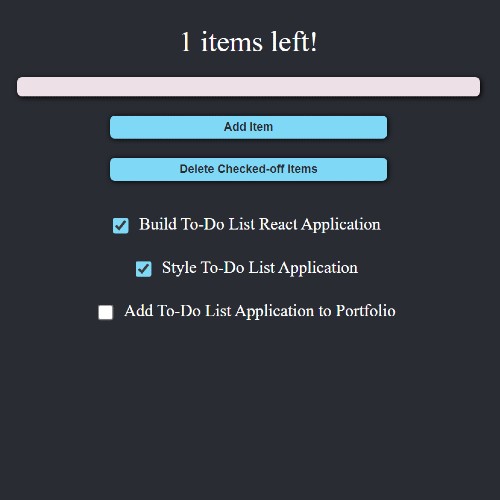 1 items left!
Add Item
Delete Checked-off Items
Build To-Do List React Application
Style To-Do List Application
Add To-Do List Application to Portfolio